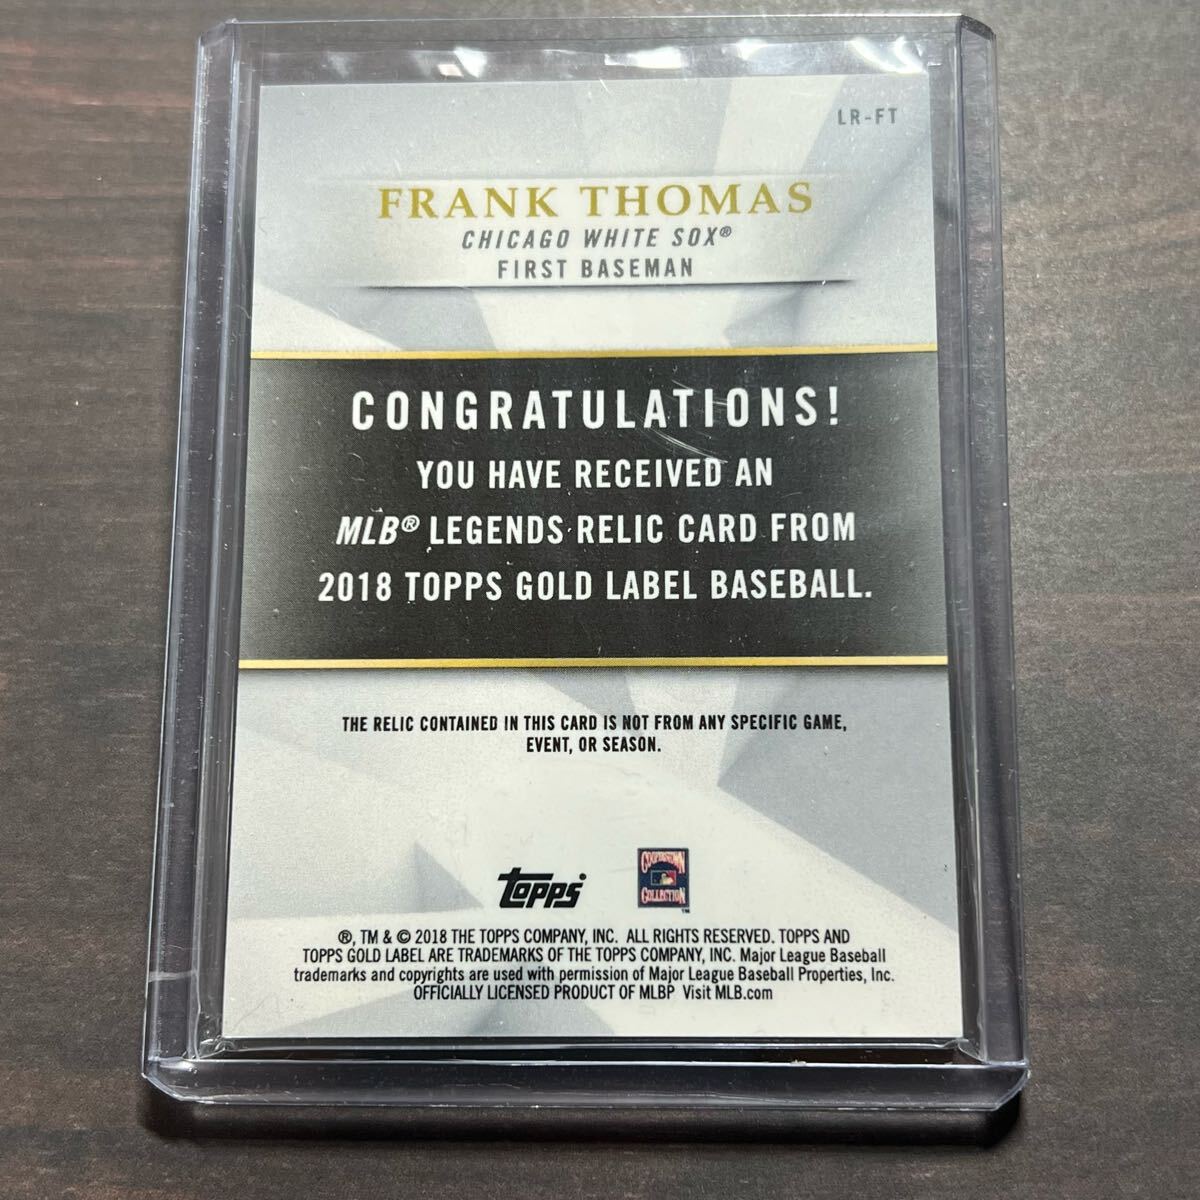 LR-FT
FRANK THOMAS
CHICAGO WHITE SOX®
FIRST BASEMAN
CONGRATULATIONS!
YOU HAVE RECEIVED AN
MLB® LEGENDS RELIC CARD FROM
2018 TOPPS GOLD LABEL BASEBALL.
THE RELIC CONTAINED IN THIS CARD IS NOT FROM ANY SPECIFIC GAME,
EVENT, OR SEASON.
topps
COOPERSTOWN
COLLECTION
TM
®, TM & © 2018 THE TOPPS COMPANY, INC. ALL RIGHTS RESERVED. TOPPS AND
TOPPS GOLD LABEL ARE TRADEMARKS OF THE TOPPS COMPANY, INC. Major League Baseball
trademarks and copyrights are used with permission of Major League Baseball Properties, Inc.
OFFICIALLY LICENSED PRODUCT OF MLBP Visit MLB.com